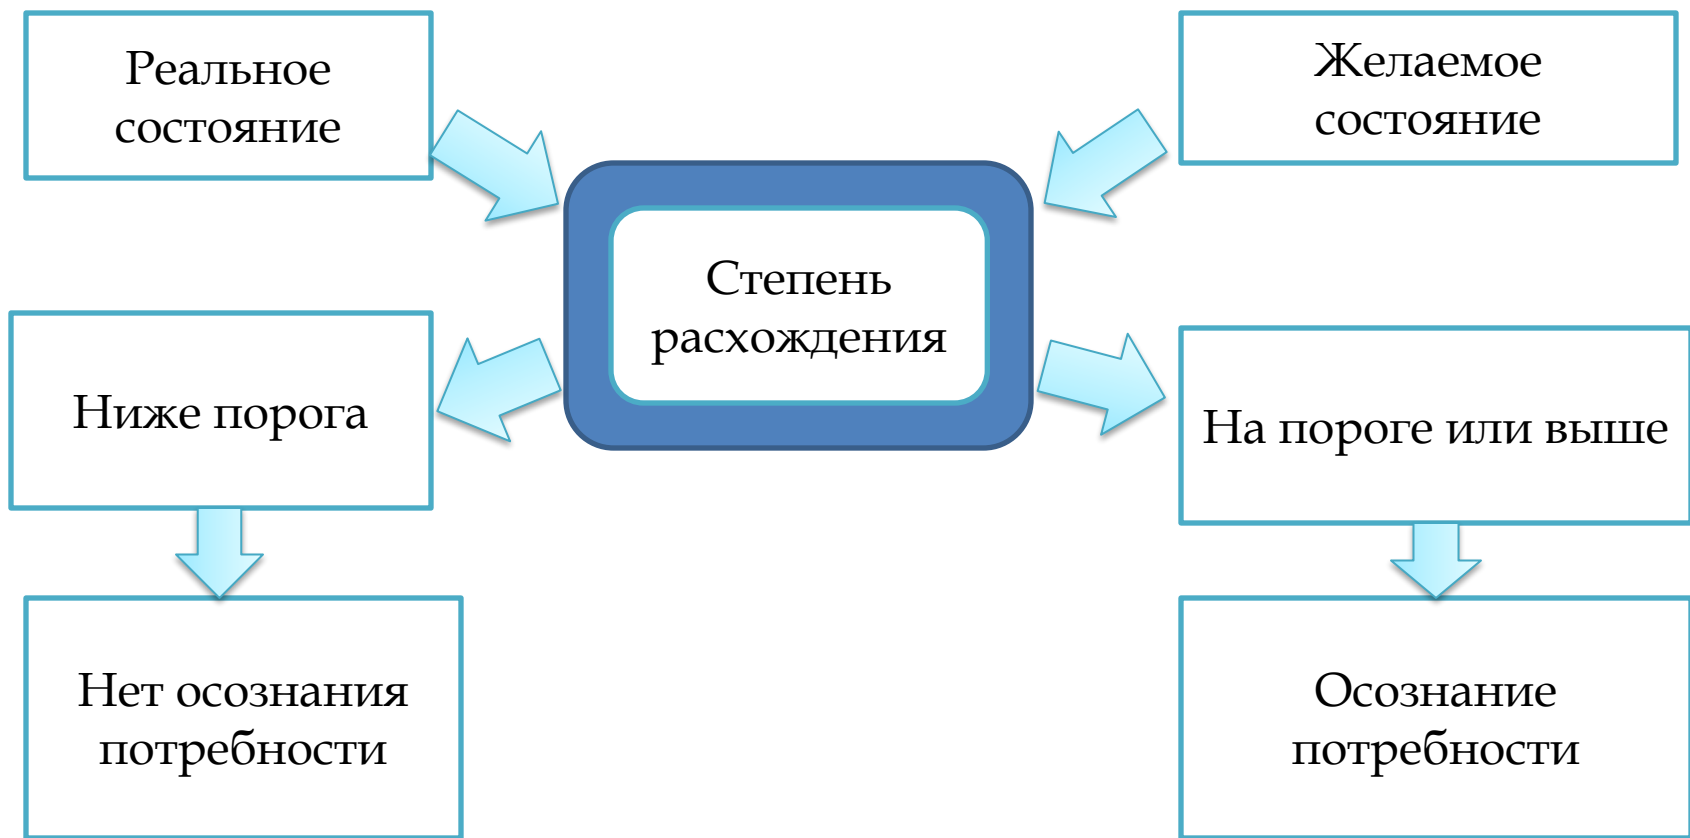 Реальное
состояние
Желаемое
состояние
Степень
расхождения
Ниже порога
На пороге или выше
Нет осознания
потребности
Осознание
потребности